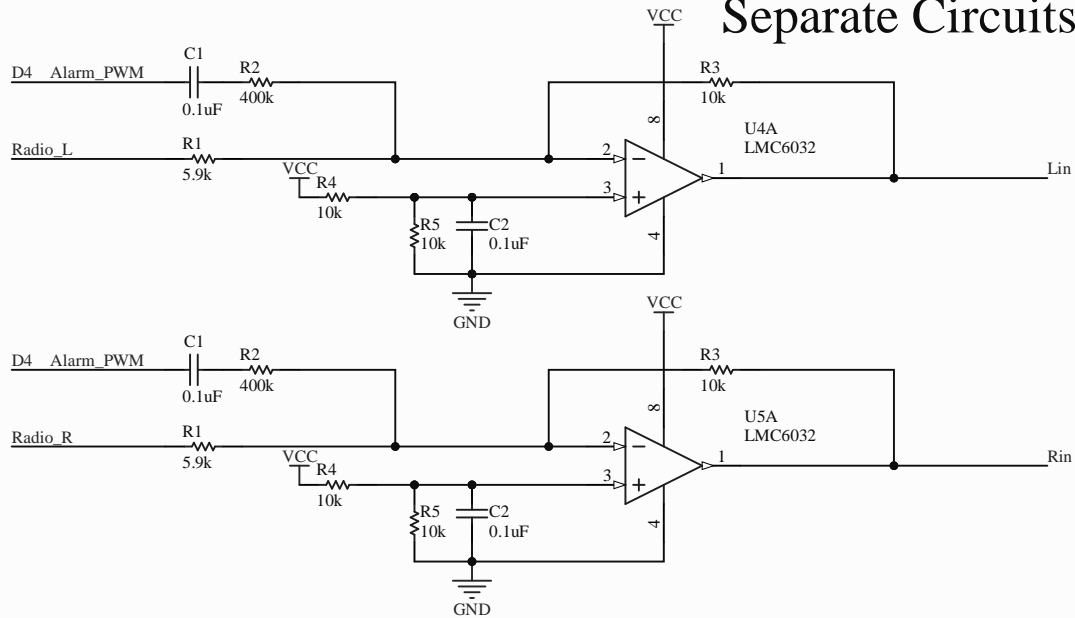 Separate Circuits
VCC
C1
D4 Alarm_PWM
R2
R3
0.1uF
400k
10k
8
U4A
LMC6032
Radio_L
R1
2
5.9k
VCC
R4
3
1
Lin
10k
R5
10k
C2
0.1uF
4
GND
VCC
C1
D4 Alarm_PWM
R2
R3
0.1uF
400k
10k
8
U5A
LMC6032
Radio_R
R1
2
5.9k
VCC
R4
3
1
Rin
10k
R5
10k
C2
0.1uF
4
GND